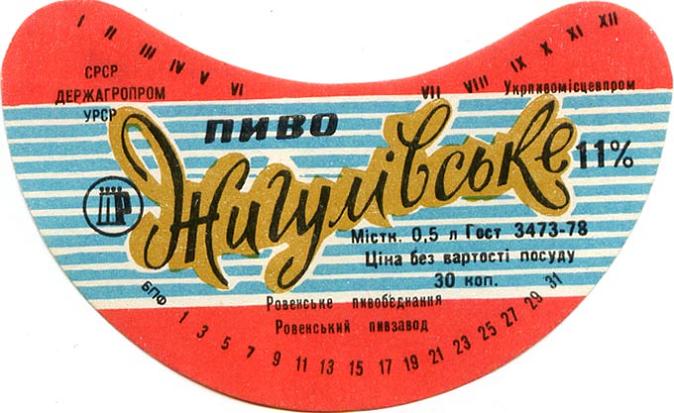 I II III IV V VI VII VIII IX X XI XII
СРСР
ДЕРЖАГРОПРОМ
УРСР
Укрпивомісцевпром
ПИВО
Жигулівське 11%
ДР
Містк. 0,5 л Гост 3473-78
Ціна без вартості посуду
30 коп.
Ровенське пивоб'єднання
Ровенський пивзавод
БПФ 1 3 5 7 9 11 13 15 17 19 21 23 25 27 29 31